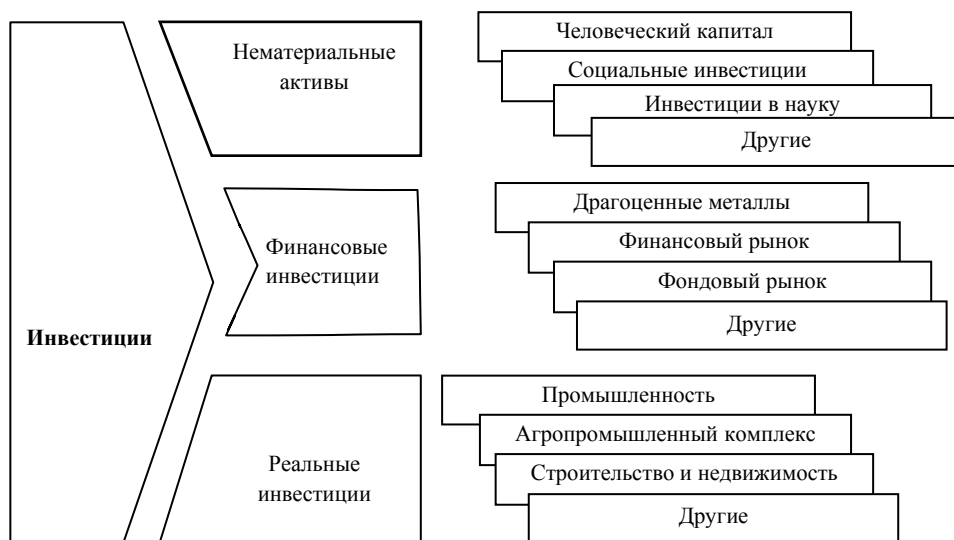 Инвестиции
Нематериальные
активы
Человеческий капитал
Социальные инвестиции
Инвестиции в науку
Другие
Финансовые
инвестиции
Драгоценные металлы
Финансовый рынок
Фондовый рынок
Другие
Реальные
инвестиции
Промышленность
Агропромышленный комплекс
Строительство и недвижимость
Другие